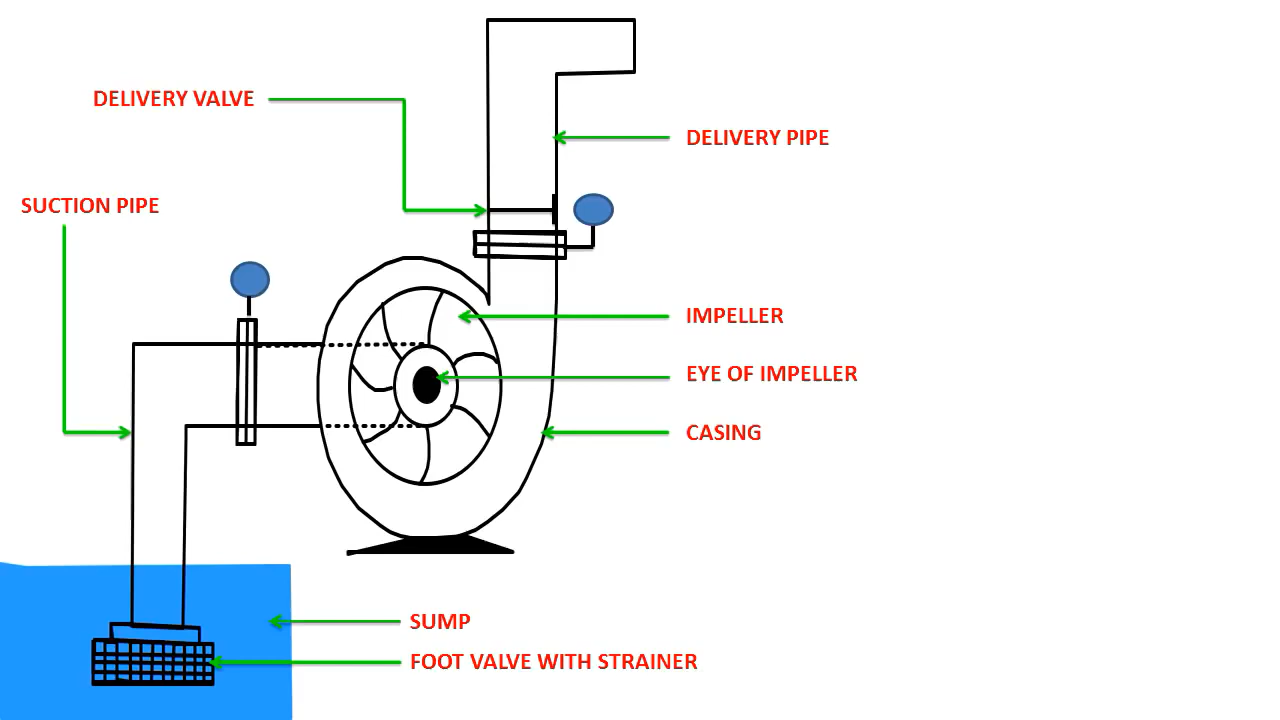 DELIVERY VALVE
DELIVERY PIPE
SUCTION PIPE
IMPELLER
EYE OF IMPELLER
CASING
SUMP
FOOT VALVE WITH STRAINER